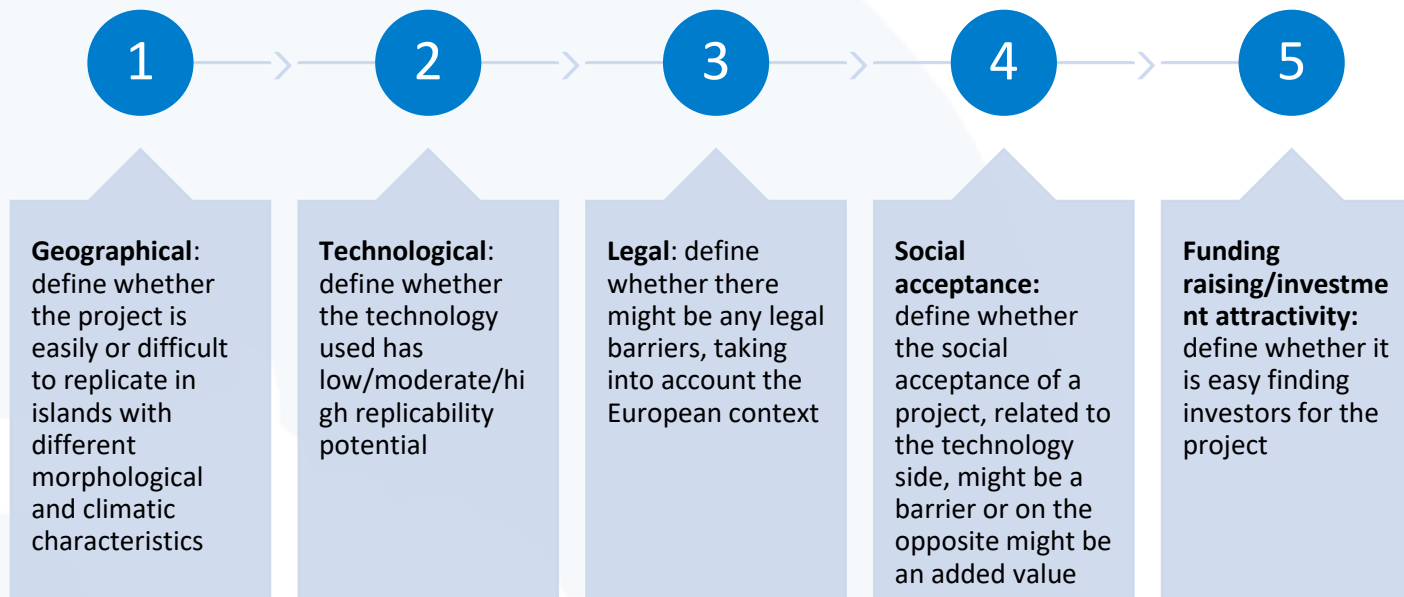 1
2
3
4
5
Geographical:
define whether
the project is
easily or difficult
to replicate in
islands with
different
morphological
and climatic
characteristics
Technological:
define whether
the technology
used has
low/moderate/hi
gh replicability
potential
Legal: define
whether there
might be any legal
barriers, taking
into account the
European context
Social
acceptance:
define whether
the social
acceptance of a
project, related to
the technology
side, might be a
barrier or on the
opposite might be
an added value
Funding
raising/investme
nt attractivity:
define whether it
is easy finding
investors for the
project